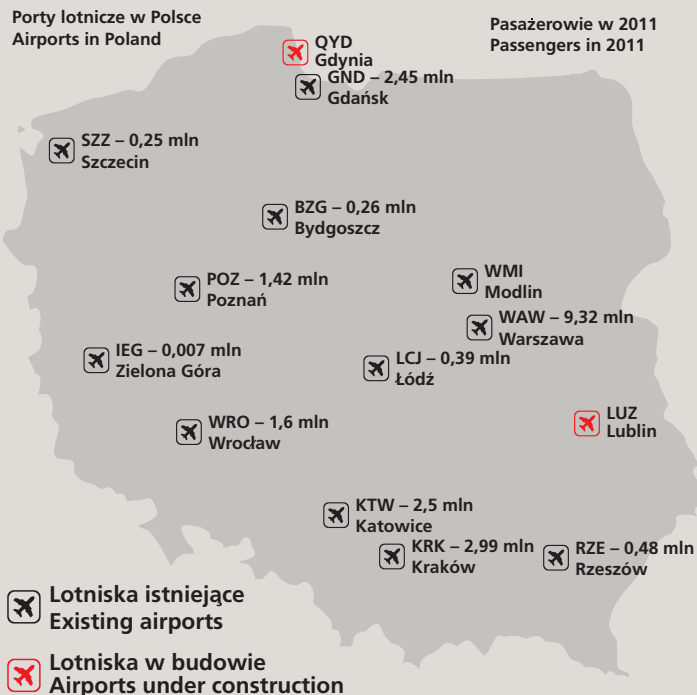 Porty lotnicze w Polsce
Airports in Poland
Pasażerowie w 2011
Passengers in 2011
QYD
Gdynia
GND – 2,45 mln
Gdańsk
SZZ – 0,25 mln
Szczecin
BZG – 0,26 mln
Bydgoszcz
POZ – 1,42 mln
Poznań
WMI
Modlin
WAW – 9,32 mln
Warszawa
IEG – 0,007 mln
Zielona Góra
LCJ – 0,39 mln
Łódź
WRO – 1,6 mln
Wrocław
LUZ
Lublin
KTW – 2,5 mln
Katowice
KRK – 2,99 mln
Kraków
RZE – 0,48 mln
Rzeszów
Lotniska istniejące
Existing airports
Lotniska w budowie
Airports under construction